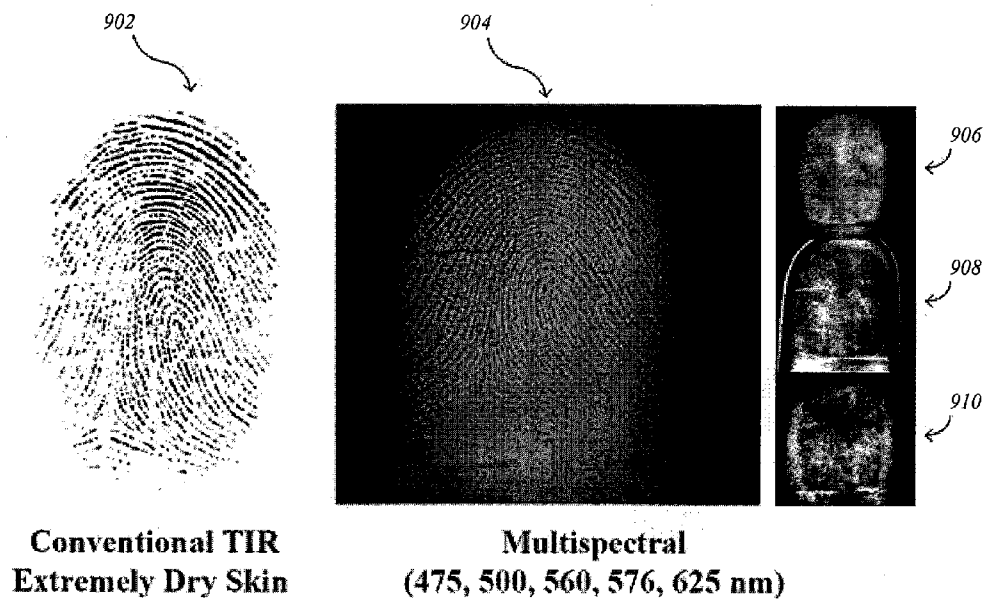 902
904
906
908
910
Conventional TIR
Extremely Dry Skin
Multispectral
(475, 500, 560, 576, 625 nm)